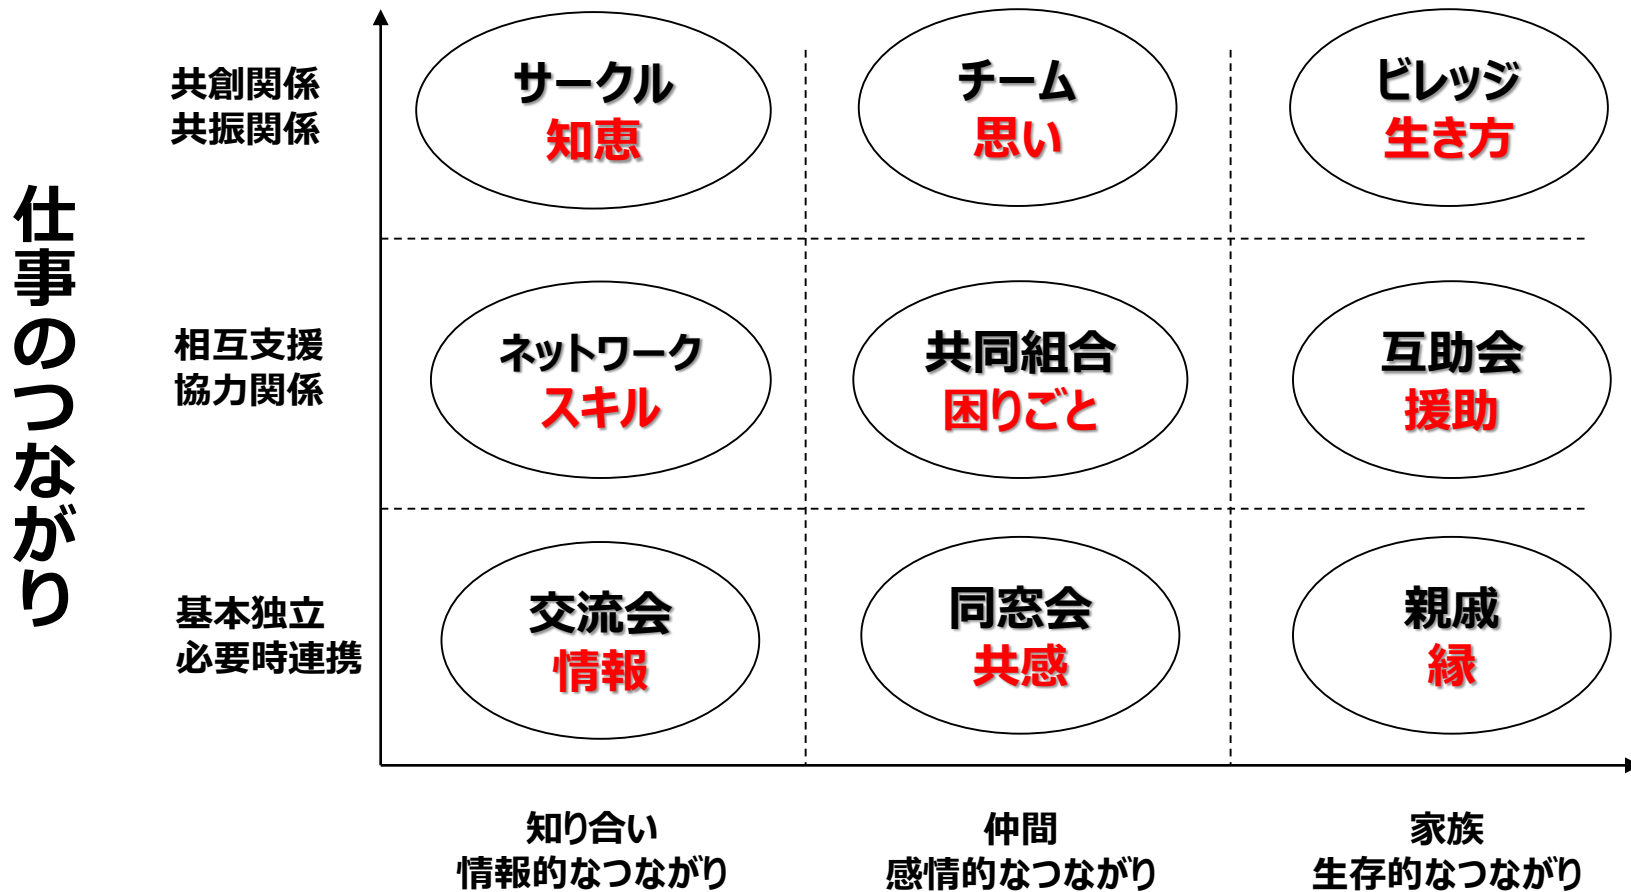 仕事のつながり
共創関係
共振関係
サークル
知恵
チーム
思い
ビレッジ
生き方
相互支援
協力関係
ネットワーク
スキル
共同組合
困りごと
互助会
援助
基本独立
必要時連携
交流会
情報
同窓会
共感
親戚
縁
知り合い
情報的なつながり
仲間
感情的なつながり
家族
生存的なつながり